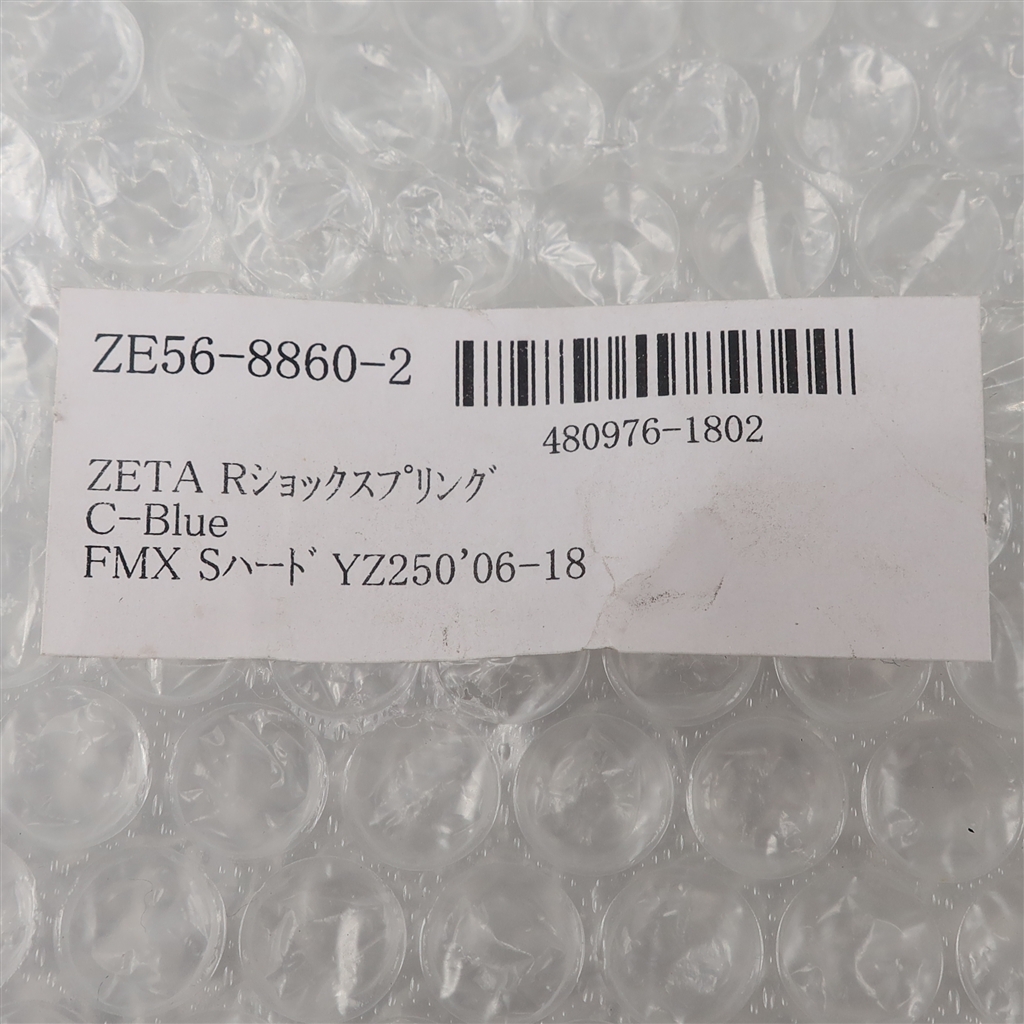 ZE56-8860-2
480976-1802
ZETA Rｼｮｯｸｽﾌﾟﾘﾝｸﾞ
C-Blue
FMX Sﾊｰﾄﾞ YZ250'06-18